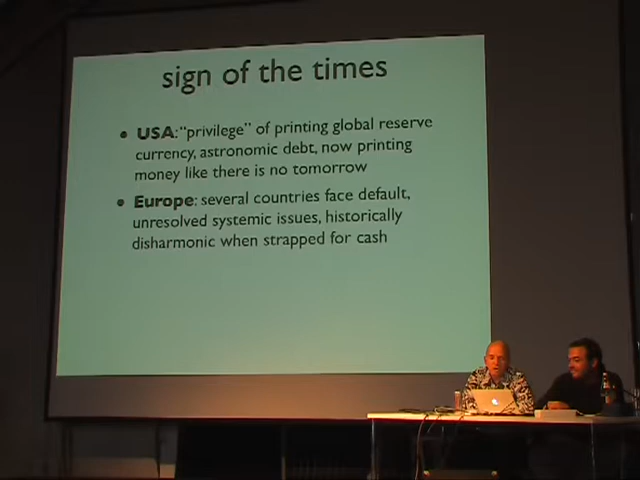 sign of the times
• USA: "privilege" of printing global reserve
currency, astronomic debt, now printing
money like there is no tomorrow
• Europe: several countries face default,
unresolved systemic issues, historically
disharmonic when strapped for cash